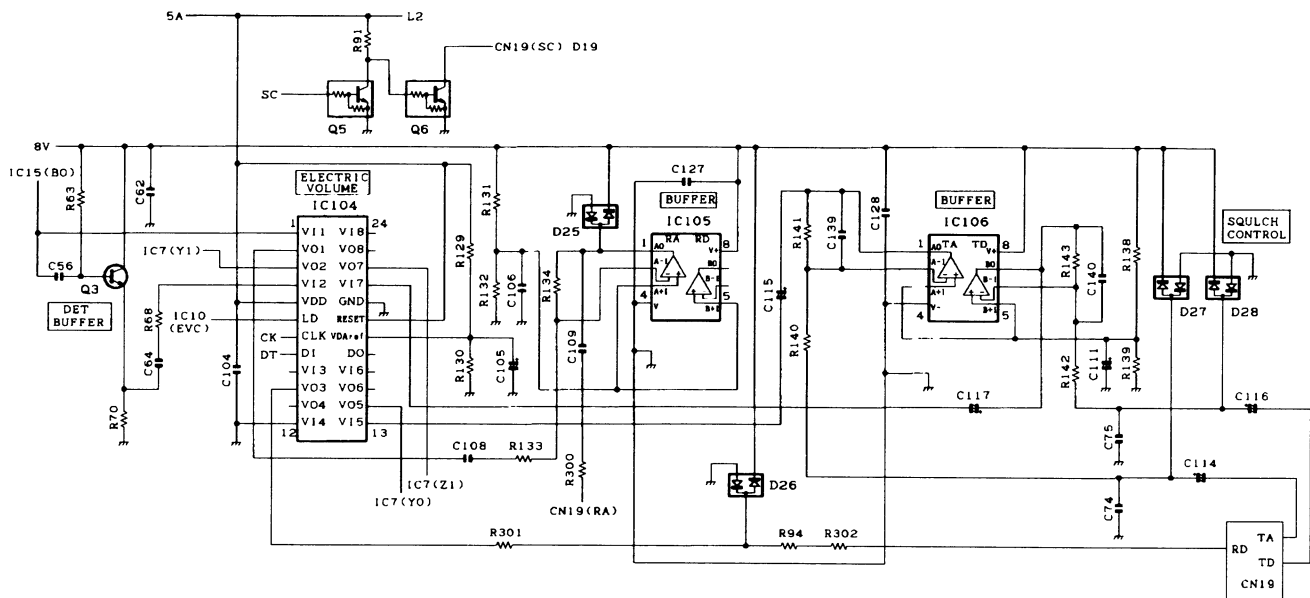 5A
L2
R91
CN19(SC) D19
SC
Q5
Q6
8V
IC15(BO)
R63
C62
C56
Q3
DET
BUFFER
IC7(Y1)
R68
IC10
(EVC)
C64
R70
CK
DT
C104
ELECTRIC
VOLUME
IC104
1
24
VI1
VI8
VO1
VO8
VO2
VO7
VI2
VI7
VDD
GND
LD
RESET
CLK
VDAref
DI
DO
VI3
VI6
VO3
VO6
VO4
VO5
VI4
VI5
12
13
R129
R130
C105
R131
R132
C106
R134
D25
C109
R300
CN19(RA)
C108
R133
IC7(Z1)
IC7(YO)
R301
C127
BUFFER
IC105
1
8
AO
RA
RD
V+
A-I
BO
A+I
B-I
4
5
V
B+I
C115
R141
C139
R140
C128
BUFFER
IC106
1
8
AO
TA
TD
V+
A-I
BO
A+I
B-I
V-
B+I
4
5
R143
C140
R138
R142
C111
R139
C117
D26
R94
R302
SQULCH
CONTROL
D27
D28
C75
C116
C74
C114
RD
TA
TD
CN19